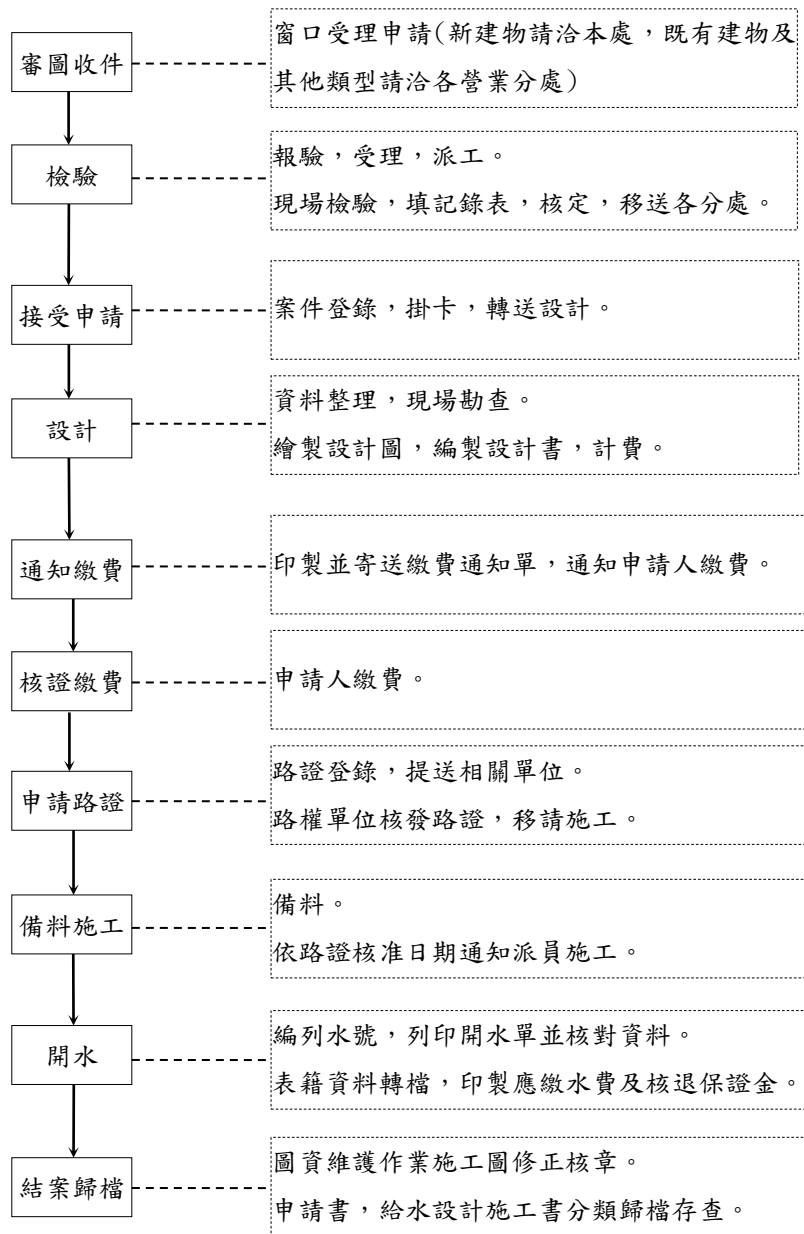 審圖收件
窗口受理申請(新建物請洽本處，既有建物及
其他類型請洽各營業分處)
檢驗
報驗，受理，派工。
現場檢驗，填記錄表，核定，移送各分處。
接受申請
案件登錄，掛卡，轉送設計。
設計
資料整理，現場勘查。
繪製設計圖，編製設計書，計費。
通知繳費
印製並寄送繳費通知單，通知申請人繳費。
核證繳費
申請人繳費。
申請路證
路證登錄，提送相關單位。
路權單位核發路證，移請施工。
備料施工
備料。
依路證核准日期通知派員施工。
開水
編列水號，列印開水單並核對資料。
表籍資料轉檔，印製應繳水費及核退保證金。
結案歸檔
圖資維護作業施工圖修正核章。
申請書，給水設計施工書分類歸檔存查。